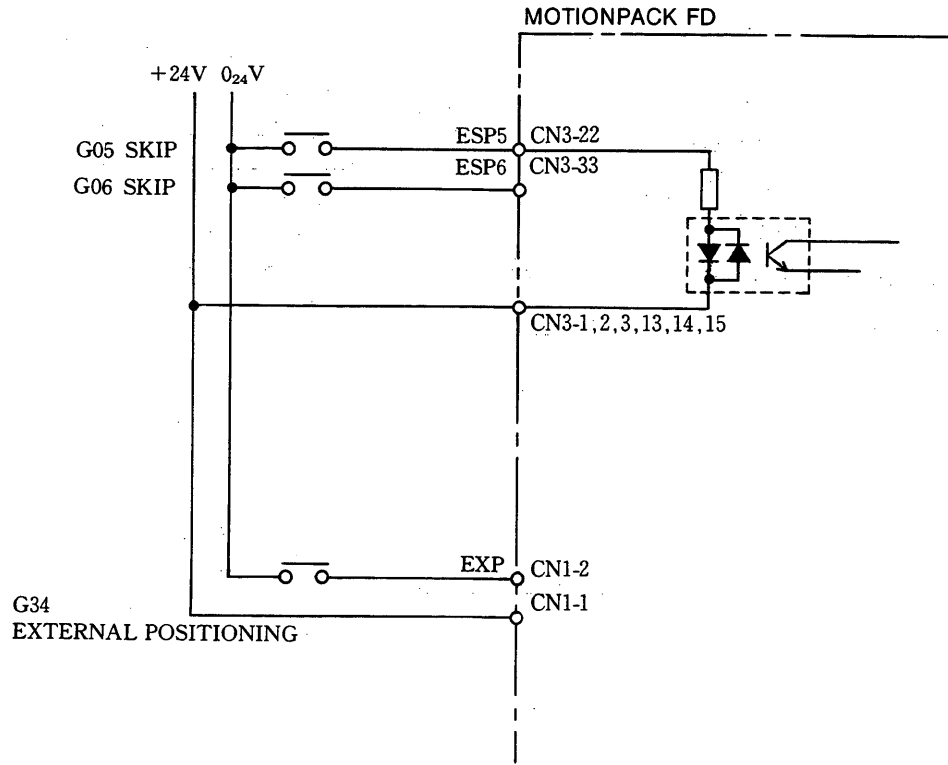 MOTIONPACK FD
+24V 0₂₄V
G05 SKIP
ESP5
CN3-22
G06 SKIP
ESP6
CN3-33
CN3-1,2,3,13,14,15
EXP
CN1-2
G34
EXTERNAL POSITIONING
CN1-1